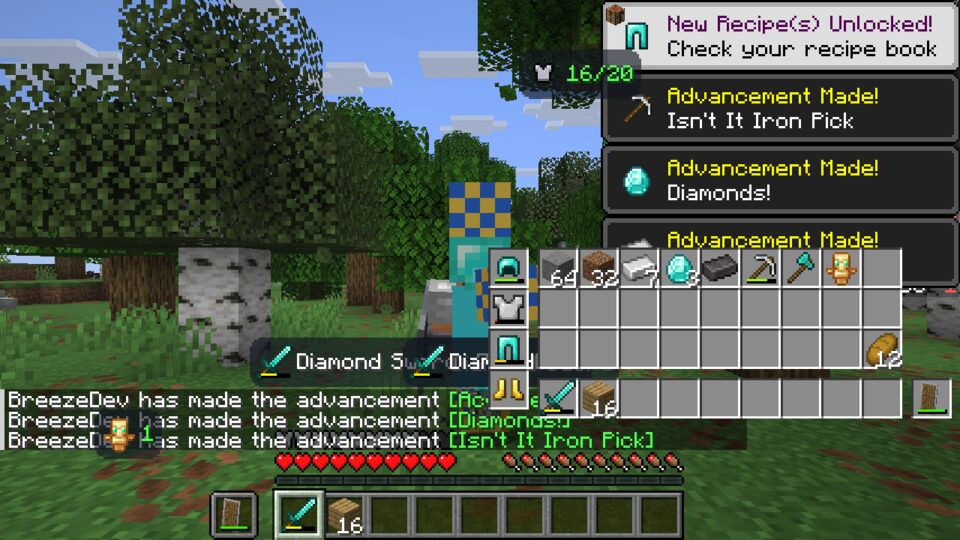 New Recipe(s) Unlocked!
Check your recipe book
16/20
Advancement Made!
Isn't It Iron Pick
Advancement Made!
Diamonds!
Advancement Made!
64
32
7
3
12
Diamond
16
BreezeDev has made the advancement
BreezeDev has made the advancement [Diamonds!]
has made the advancement [Isn't It Iron Pick]
1
16